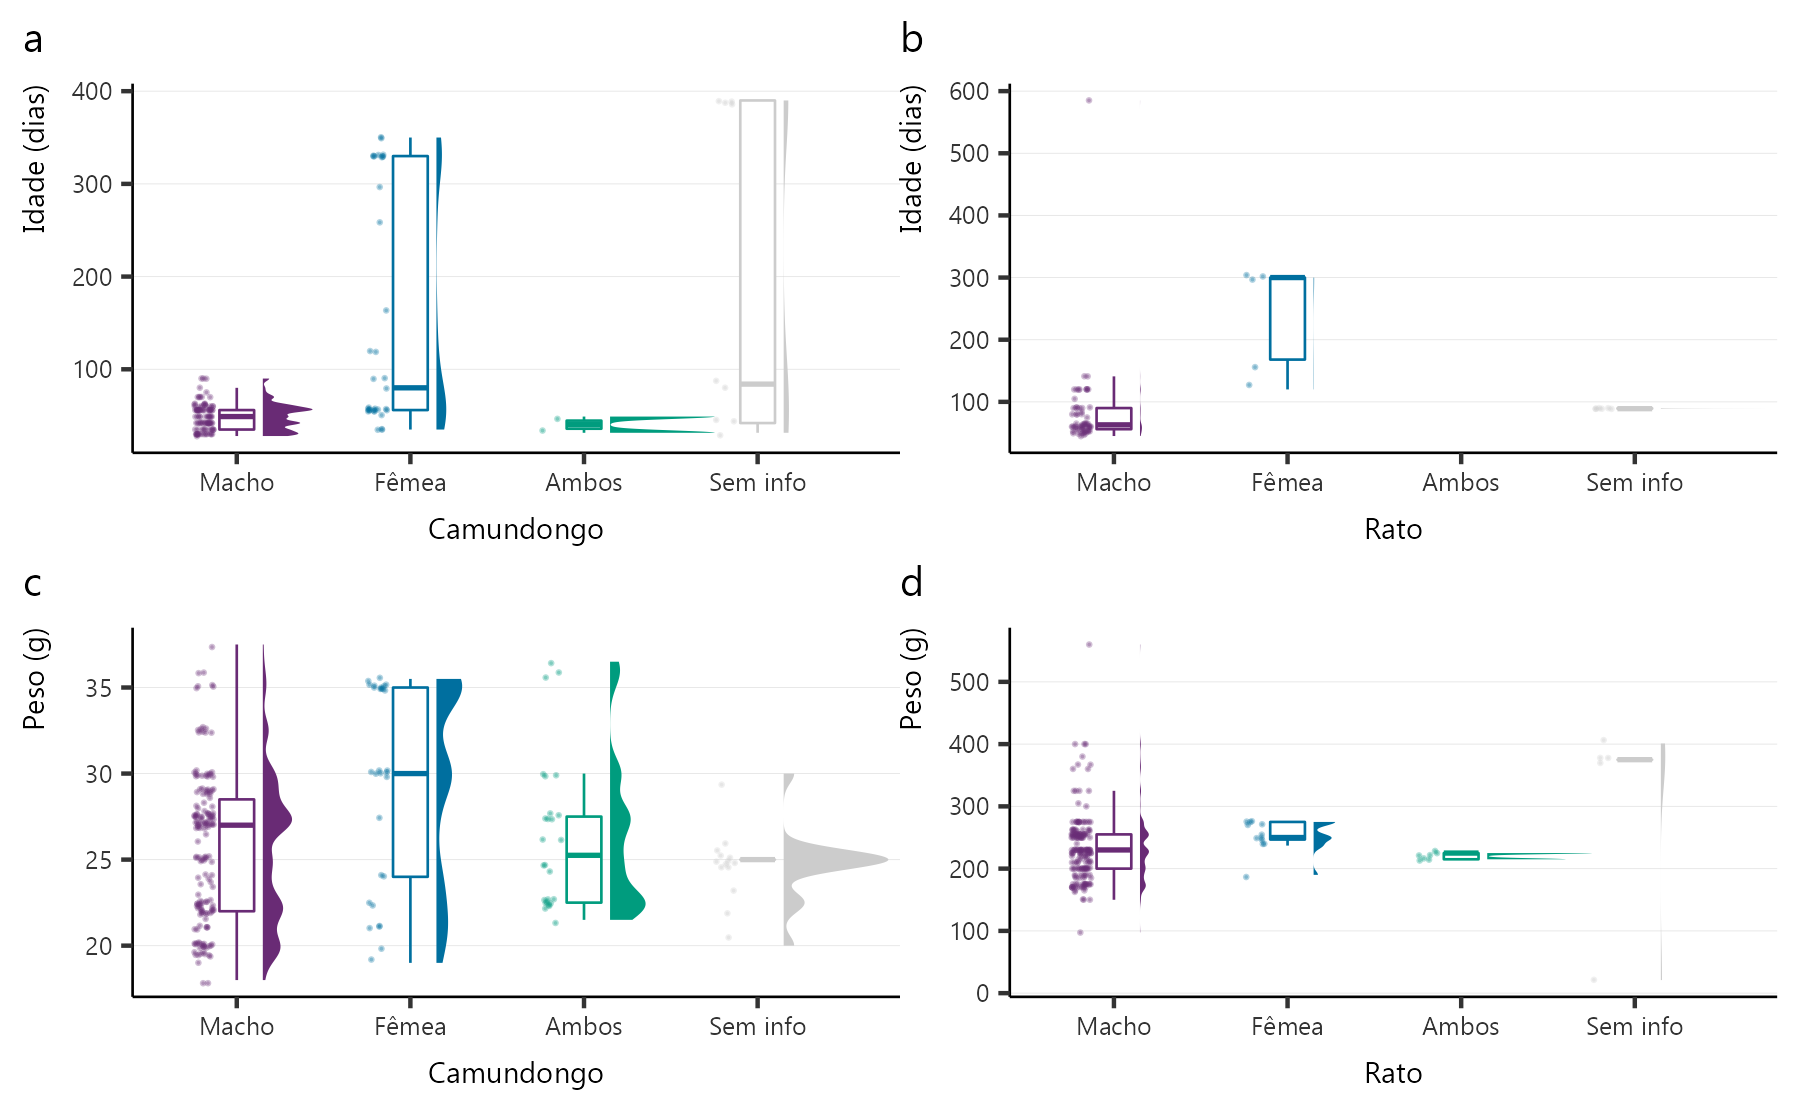 a
Idade (dias)
400
300
200
100
Macho Fêmea Ambos Sem info
Camundongo
b
Idade (dias)
600
500
400
300
200
100
Macho Fêmea Ambos Sem info
Rato
c
Peso (g)
35
30
25
20
Macho Fêmea Ambos Sem info
Camundongo
d
Peso (g)
500
400
300
200
100
0
Macho Fêmea Ambos Sem info
Rato